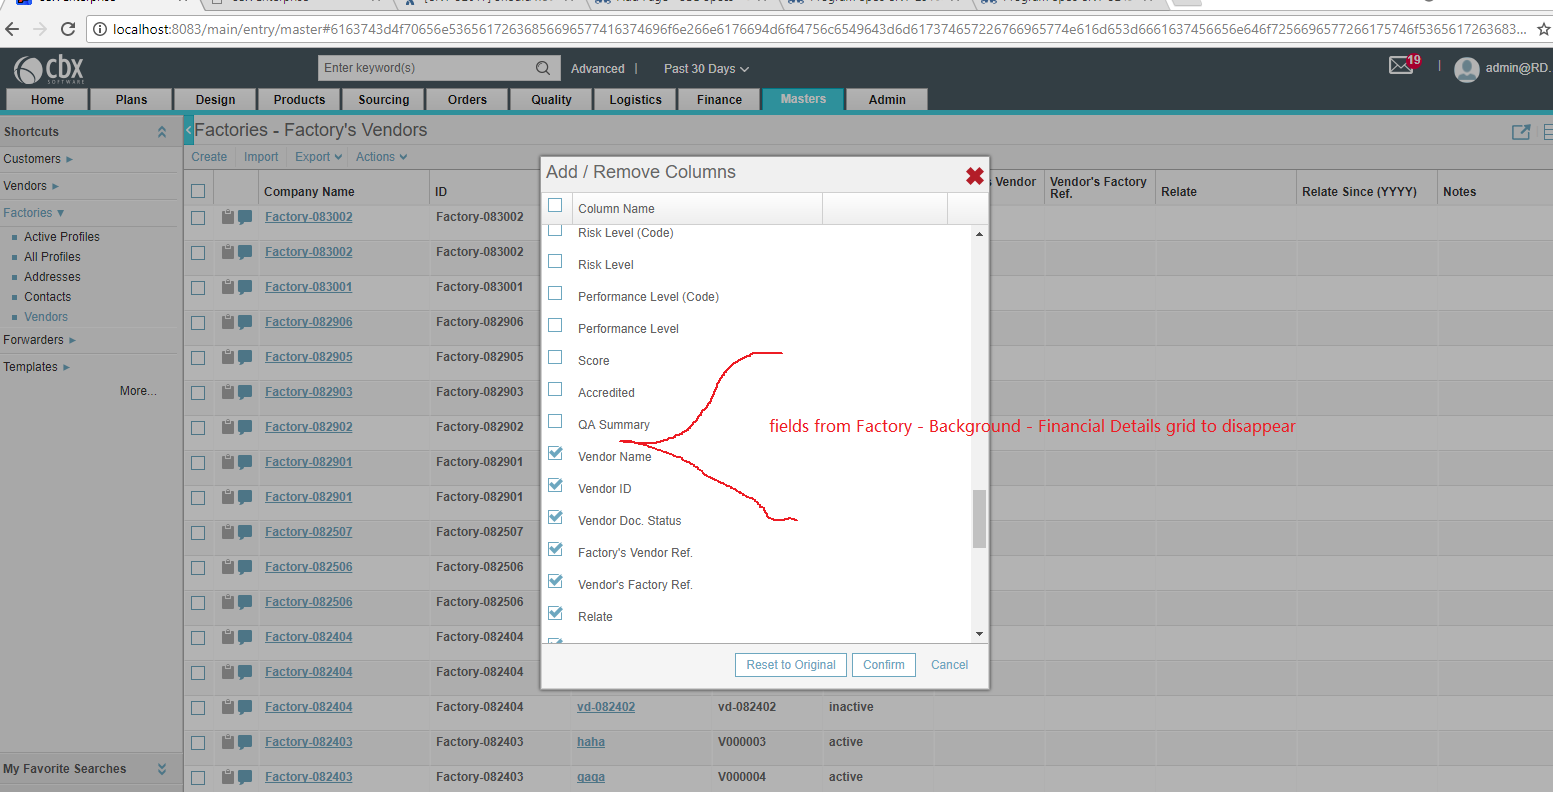 localhost:8083/main/entry/master#6163743d4f70656e53656172636856696577416374696f6e266e6176694d6f64756c6549643d6d617374657226766965774e616d653d6661637456656e646f72566965772661757 46f536561726368 3...
cbx
SOFTWARE
Enter keyword(s)
Advanced |
Past 30 Days
19
| admin@RD.
Home Plans Design Products Sourcing Orders Quality Logistics Finance Masters Admin
Shortcuts
Customers
Vendors
Factories
Active Profiles
All Profiles
Addresses
Contacts
Vendors
Forwarders
Templates
More...
My Favorite Searches
Factories - Factory's Vendors
Create Import Export Actions
Company Name ID s Vendor Vendor's Factory Ref. Relate Relate Since (YYYY) Notes
Factory-083002 Factory-083002
Factory-083002 Factory-083002
Factory-083001 Factory-083001
Factory-082906 Factory-082906
Factory-082905 Factory-082905
Factory-082903 Factory-082903
Factory-082902 Factory-082902
Factory-082901 Factory-082901
Factory-082901 Factory-082901
Factory-082507 Factory-082507
Factory-082506 Factory-082506
Factory-082506 Factory-082506
Factory-082404 Factory-082404
Factory-082404 Factory-082404
Factory-082404 Factory-082404 vd-082402 vd-082402 inactive
Factory-082403 Factory-082403 haha V000003 active
Factory-082403 Factory-082403 qaqa V000004 active
Add / Remove Columns
Column Name
Risk Level (Code)
Risk Level
Performance Level (Code)
Performance Level
Score
Accredited
QA Summary
Vendor Name
Vendor ID
Vendor Doc. Status
Factory's Vendor Ref.
Vendor's Factory Ref.
Relate
Reset to Original Confirm Cancel
fields from Factory - Background - Financial Details grid to disappear